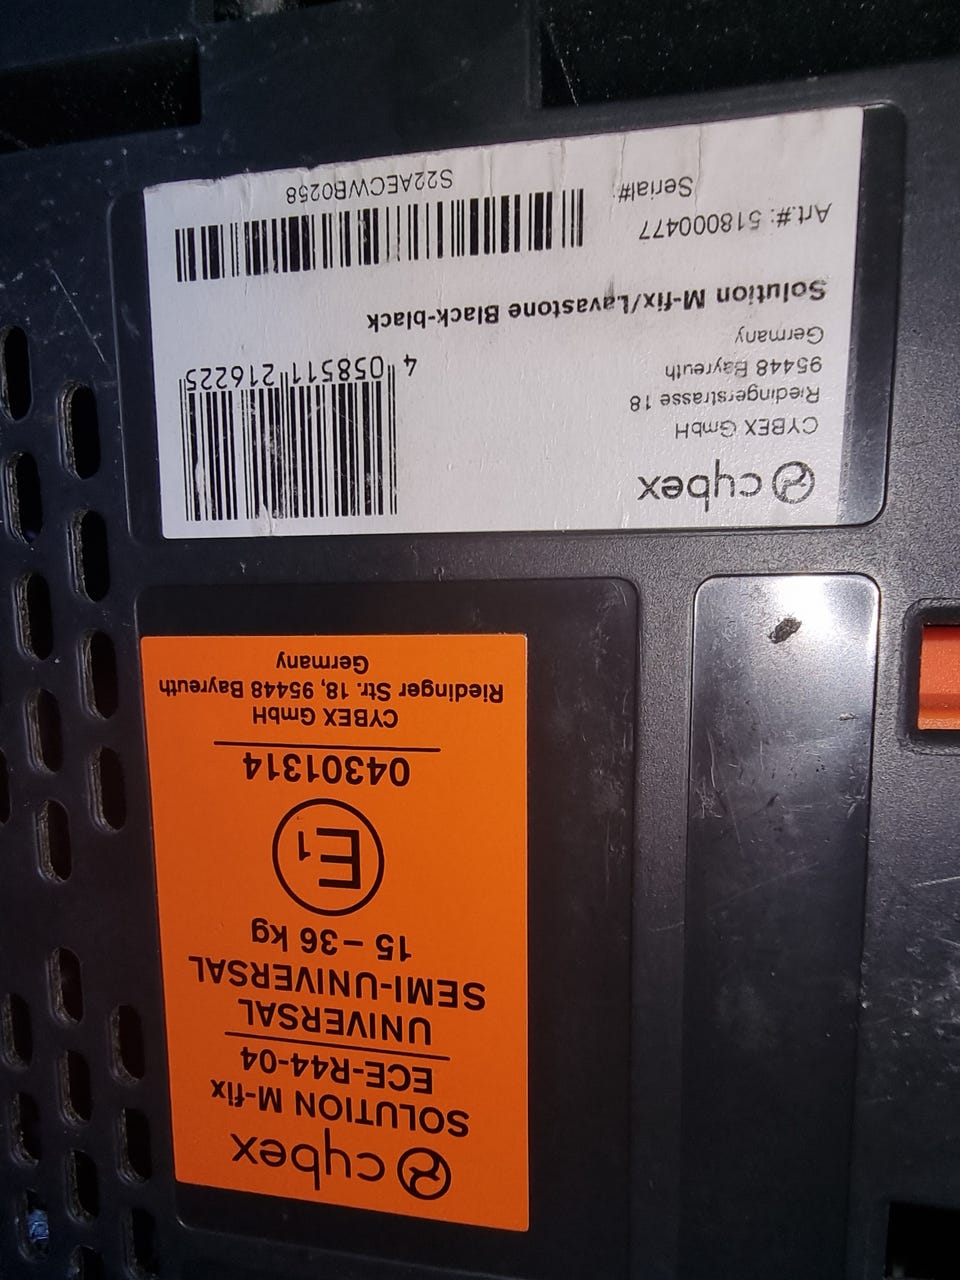 cybex
CYBEX GmbH
Riedingerstrasse 18
95448 Bayreuth
Germany
4 058511 216225
Solution M-fix/Lavastone Black-black
Art.#: 518000477
Serial#:
S22AECWB0258
cybex
SOLUTION M-fix
ECE-R44-04
UNIVERSAL
SEMI-UNIVERSAL
15 – 36 kg
E1
04301314
CYBEX GmbH
Riedinger Str. 18, 95448 Bayreuth
Germany